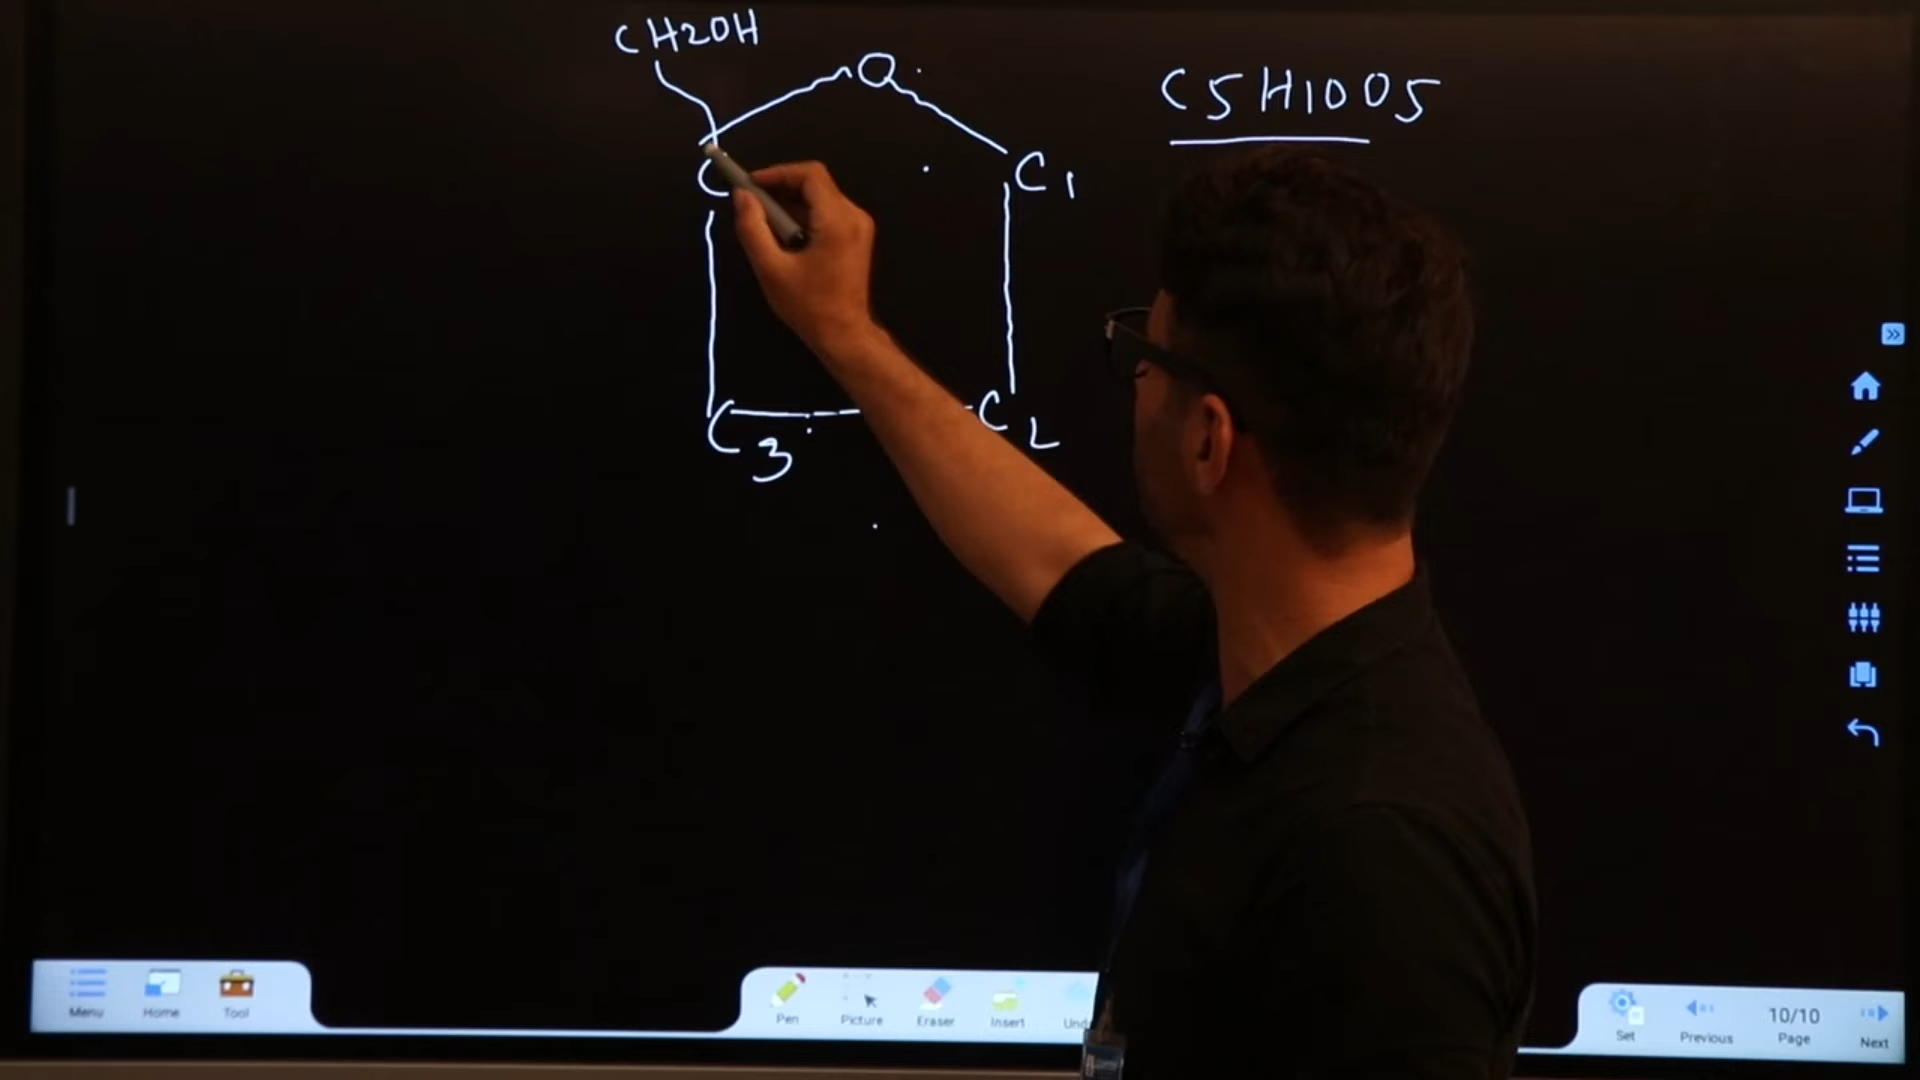 CH2OH
O
C5H10O5
C
C1
C3
C2
Menu
Home
Tool
Pen
Picture
Eraser
Insert
Set
Previous
10/10
Page
Next